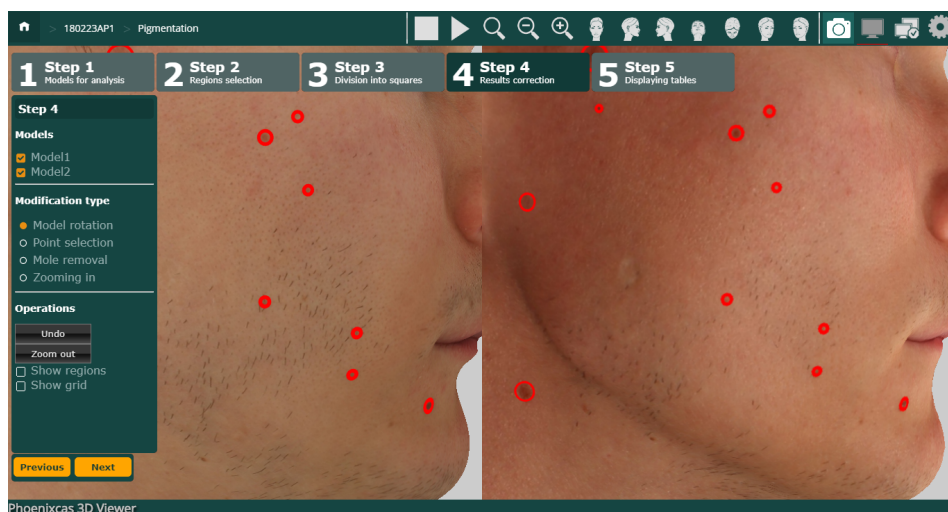 > 180223AP1 > Pigmentation
1 Step 1
Models for analysis
2 Step 2
Regions selection
3 Step 3
Division into squares
4 Step 4
Results correction
5 Step 5
Displaying tables
Step 4
Models
Model1
Model2
Modification type
Model rotation
Point selection
Mole removal
Zooming in
Operations
Undo
Zoom out
Show regions
Show grid
Previous Next
Phoenixcas 3D Viewer